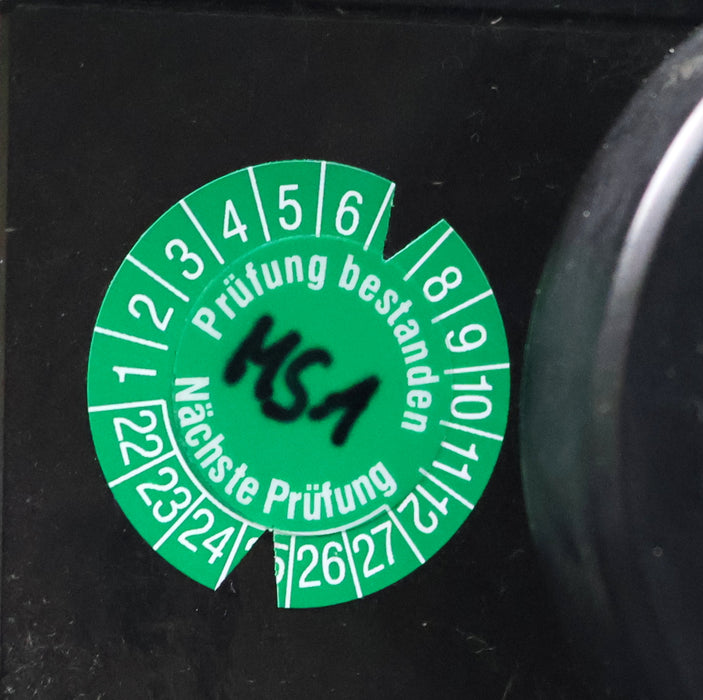 Prüfung bestanden
MSA
Nächste Prüfung
1 2 3 4 5 6 8 9 10 11 12
22 23 24 5 26 27